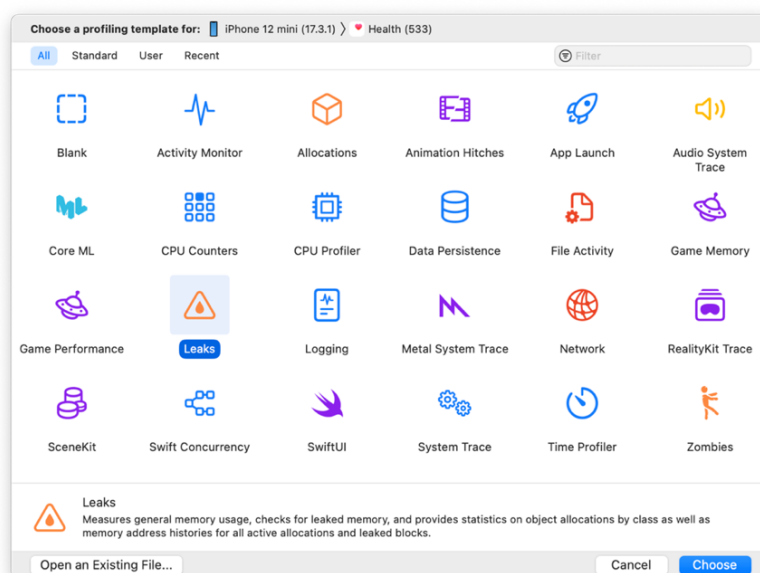 Choose a profiling template for: iPhone 12 mini (17.3.1) 〉 Health (533)
All Standard User Recent Filter
Blank Activity Monitor Allocations Animation Hitches App Launch Audio System
Trace
ML
Core ML CPU Counters CPU Profiler Data Persistence File Activity Game Memory
Game Performance Leaks Logging Metal System Trace Network RealityKit Trace
SceneKit Swift Concurrency SwiftUI System Trace Time Profiler Zombies
Leaks
Measures general memory usage, checks for leaked memory, and provides statistics on object allocations by class as well as
memory address histories for all active allocations and leaked blocks.
Open an Existing File... Cancel Choose